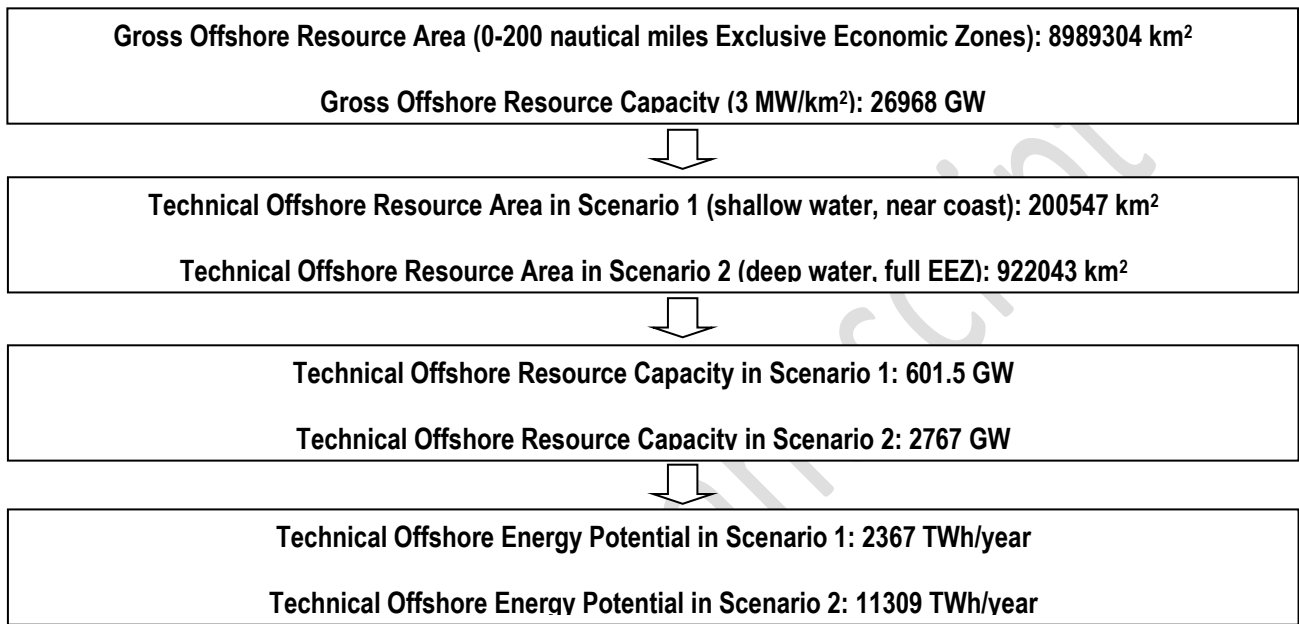 Gross Offshore Resource Area (0-200 nautical miles Exclusive Economic Zones): 8989304 km²
Gross Offshore Resource Capacity (3 MW/km²): 26968 GW
Technical Offshore Resource Area in Scenario 1 (shallow water, near coast): 200547 km²
Technical Offshore Resource Area in Scenario 2 (deep water, full EEZ): 922043 km²
Technical Offshore Resource Capacity in Scenario 1: 601.5 GW
Technical Offshore Resource Capacity in Scenario 2: 2767 GW
Technical Offshore Energy Potential in Scenario 1: 2367 TWh/year
Technical Offshore Energy Potential in Scenario 2: 11309 TWh/year